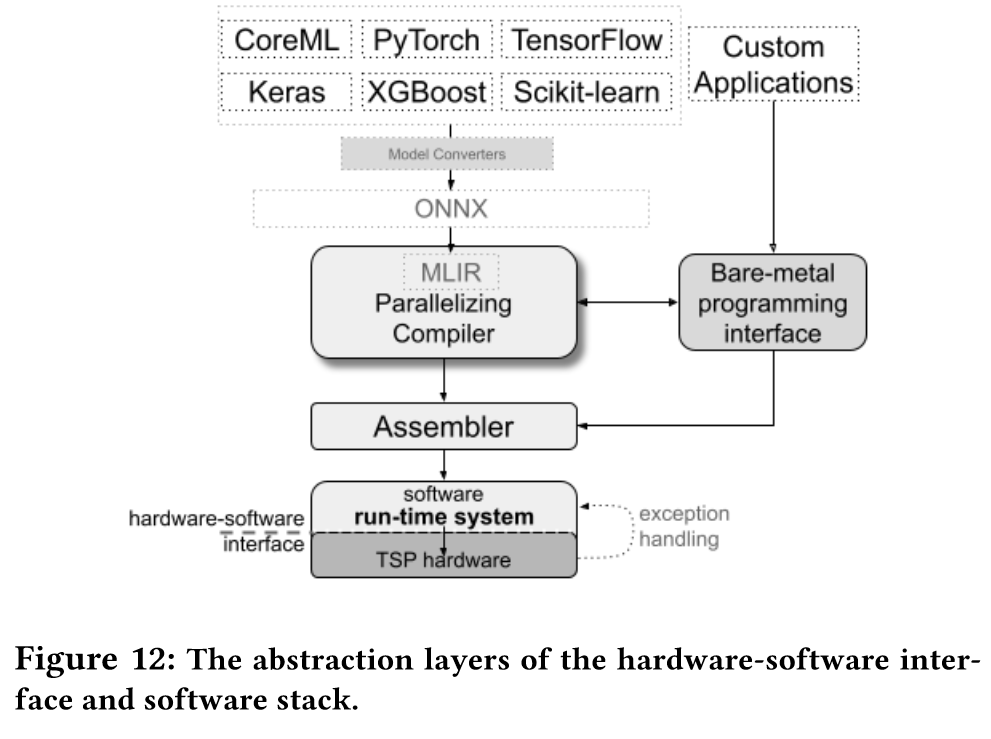 CoreML PyTorch TensorFlow
Keras XGBoost Scikit-learn
Custom
Applications
Model Converters
ONNX
MLIR
Parallelizing
Compiler
Bare-metal
programming
interface
Assembler
software
run-time system
hardware-software
interface
TSP hardware
exception
handling
Figure 12: The abstraction layers of the hardware-software inter-
face and software stack.